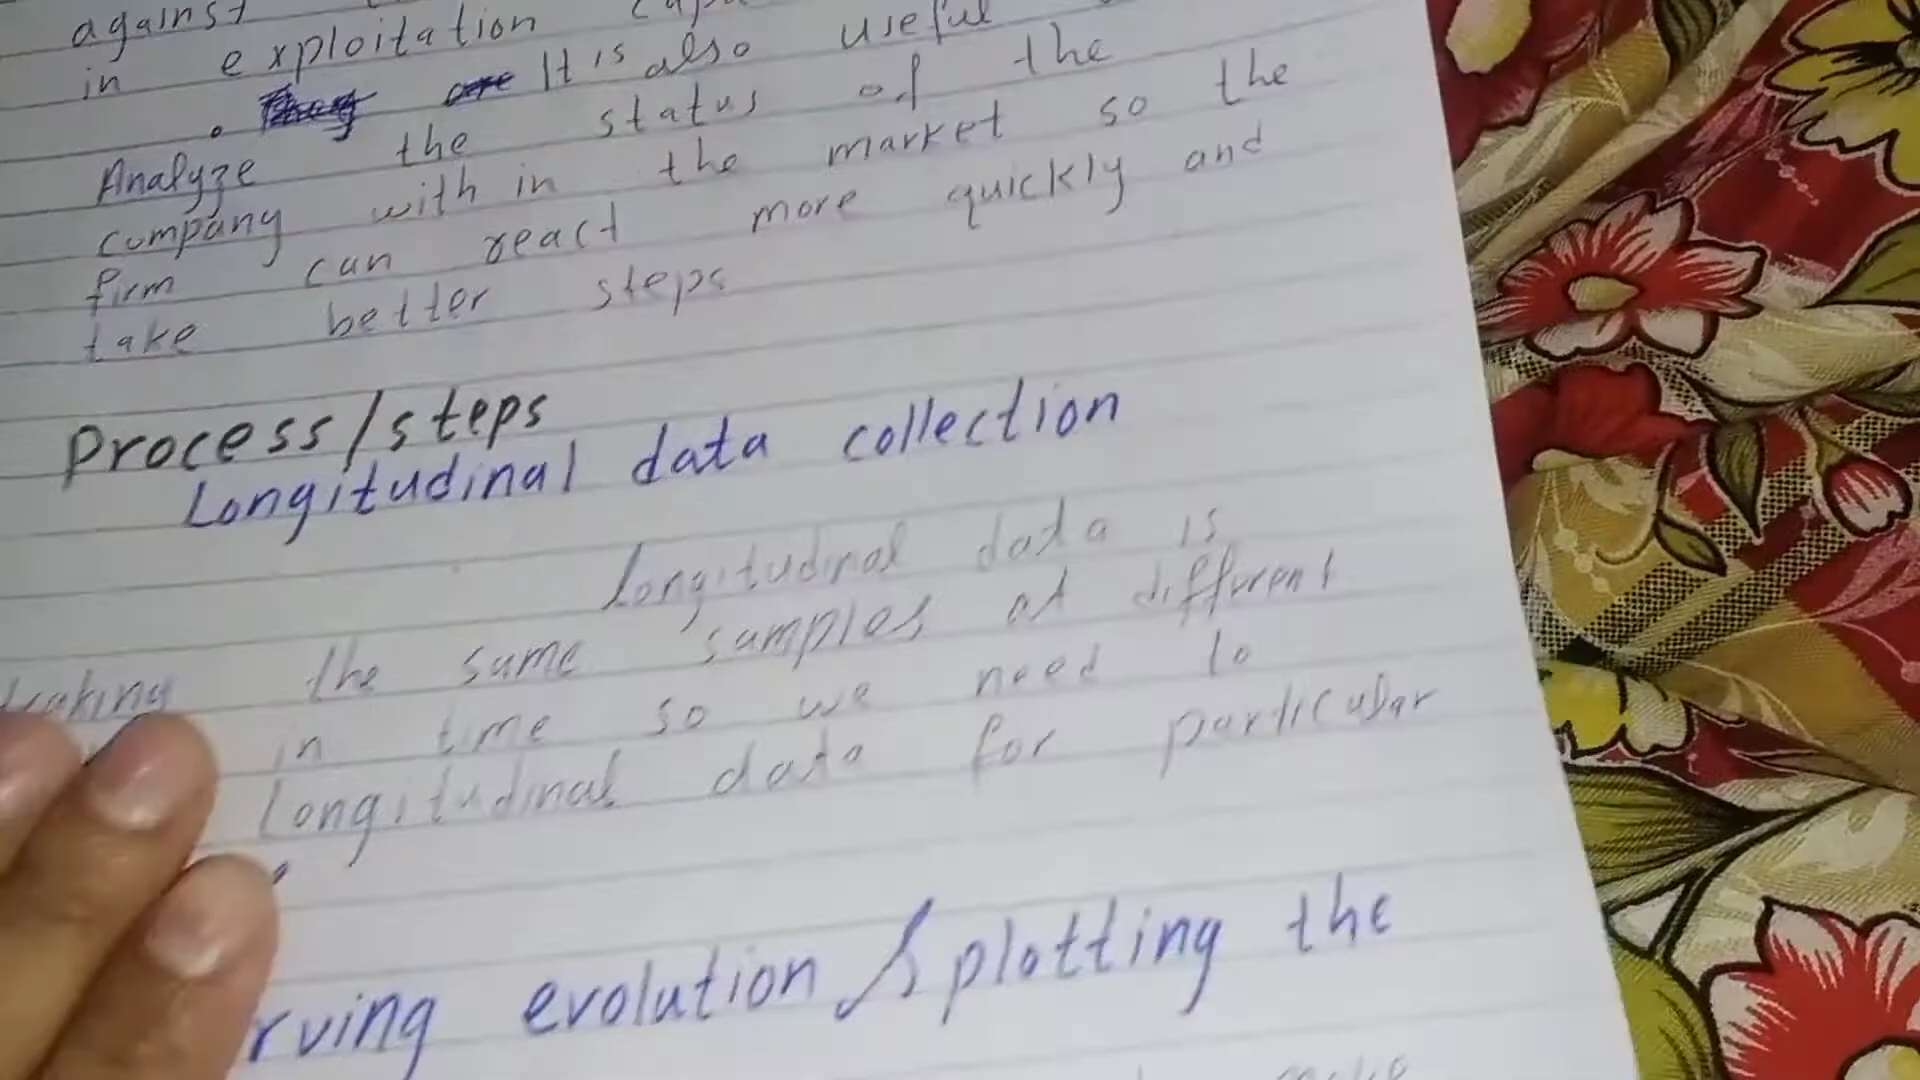 against
in exploitation
It is also useful
Analyze the status of the
company with in the market so the
firm can react more quickly and
take better steps
Process/steps
Longitudinal data collection
Longitudinal data is
the same samples at different
in time so we need to
Longitudinal data for particular
rving evolution & plotting the